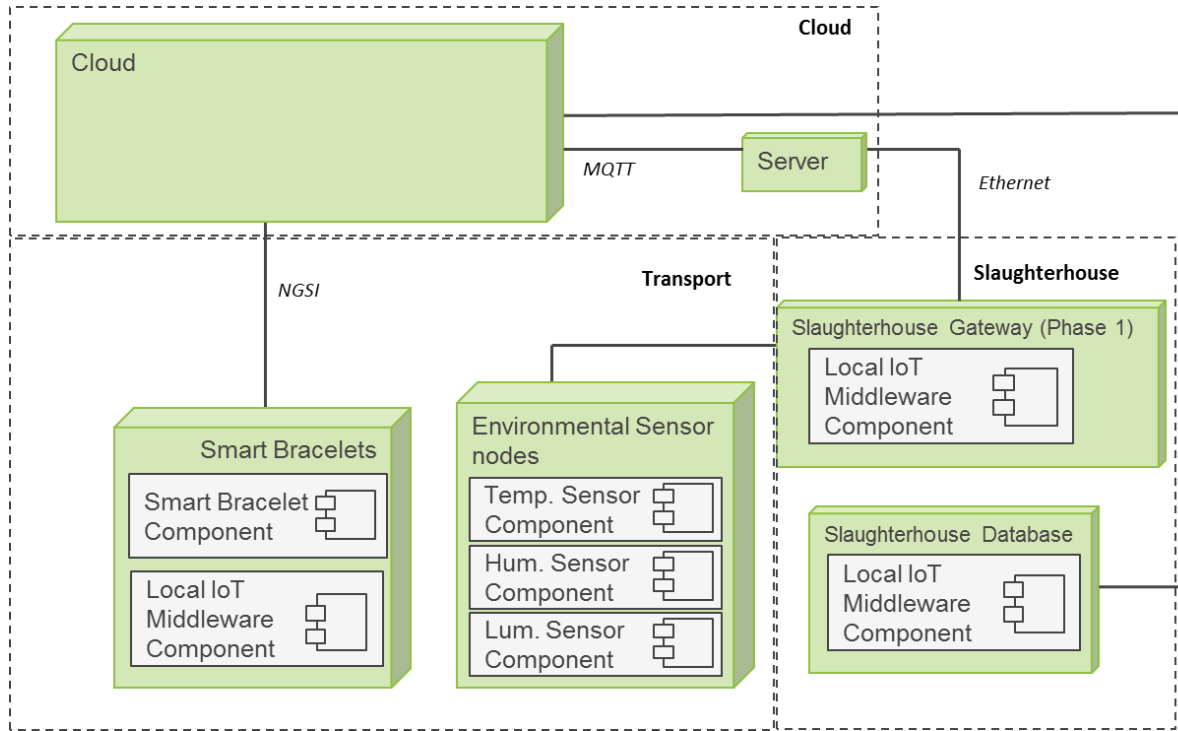 Cloud
Cloud
MQTT
Server
Ethernet
NGSI
Transport
Slaughterhouse
Smart Bracelets
Smart Bracelet
Component
Local IoT
Middleware
Component
Environmental Sensor
nodes
Temp. Sensor
Component
Hum. Sensor
Component
Lum. Sensor
Component
Slaughterhouse Gateway (Phase 1)
Local IoT
Middleware
Component
Slaughterhouse Database
Local IoT
Middleware
Component